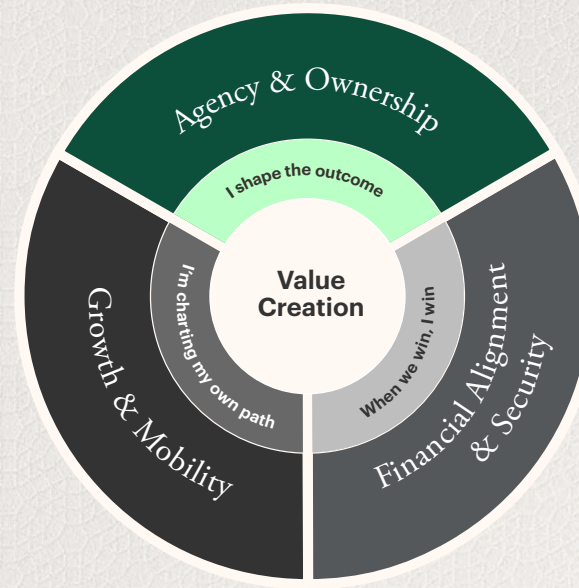 Agency & Ownership
I shape the outcome
Value
Creation
I'm charting my own path
Growth & Mobility
When we win, I win
Financial Alignment
& Security